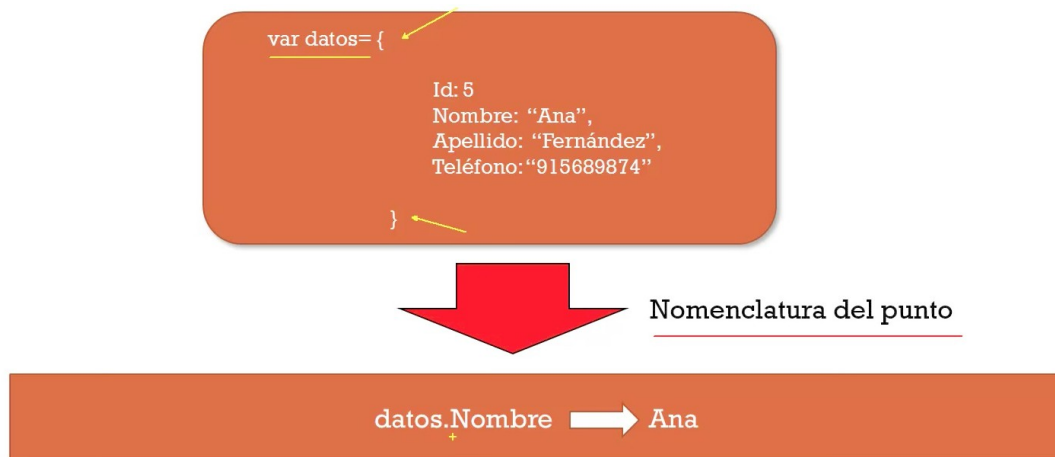 var datos= {
Id: 5
Nombre: “Ana”,
Apellido: “Fernández”,
Teléfono:“915689874”
}
Nomenclatura del punto
datos.Nombre Ana